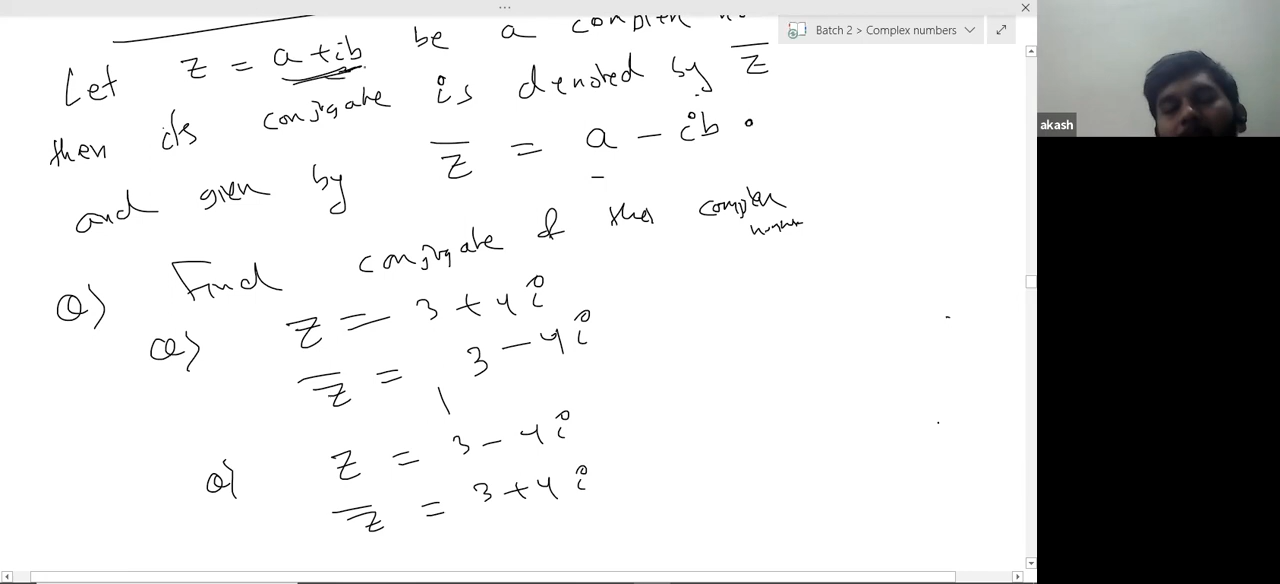 Batch 2 > Complex numbers
akash
Let z = a + ib be a
then its conjugate is denoted by z̅
and given by z̅ = a - ib.
Q) Find conjugate of the complex number
a) z = 3 + 4i
z̅ = 3 - 4i
Q) z = 3 - 4i
z̅ = 3 + 4i